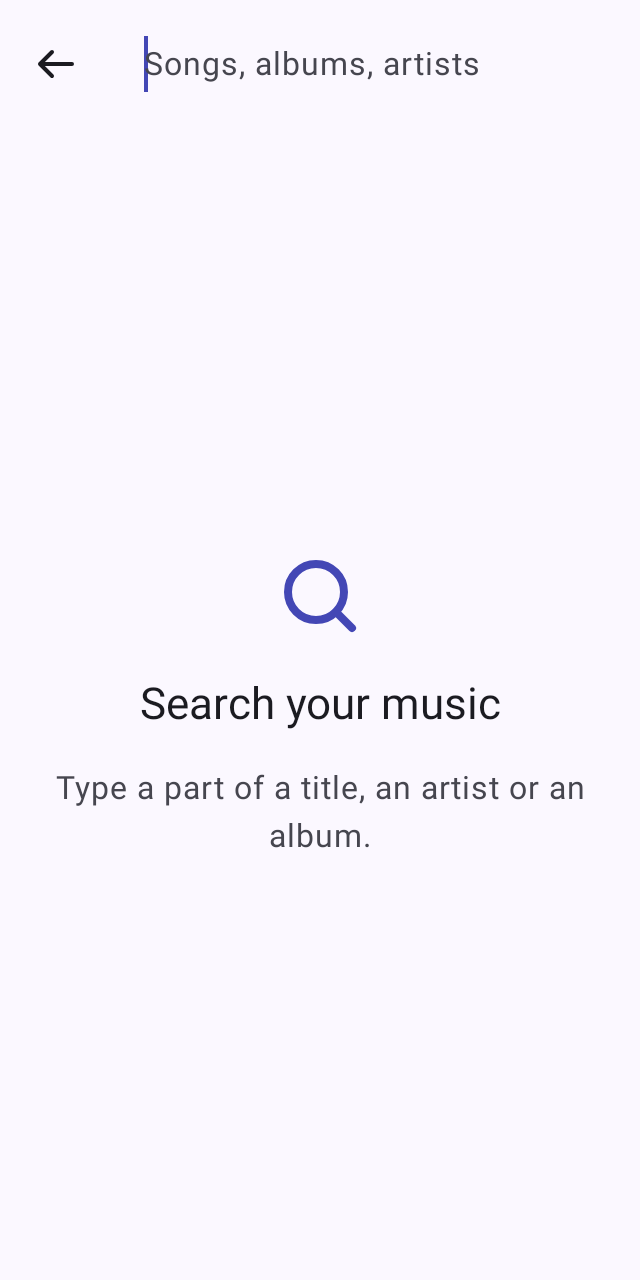 Songs, albums, artists
Search your music
Type a part of a title, an artist or an
album.